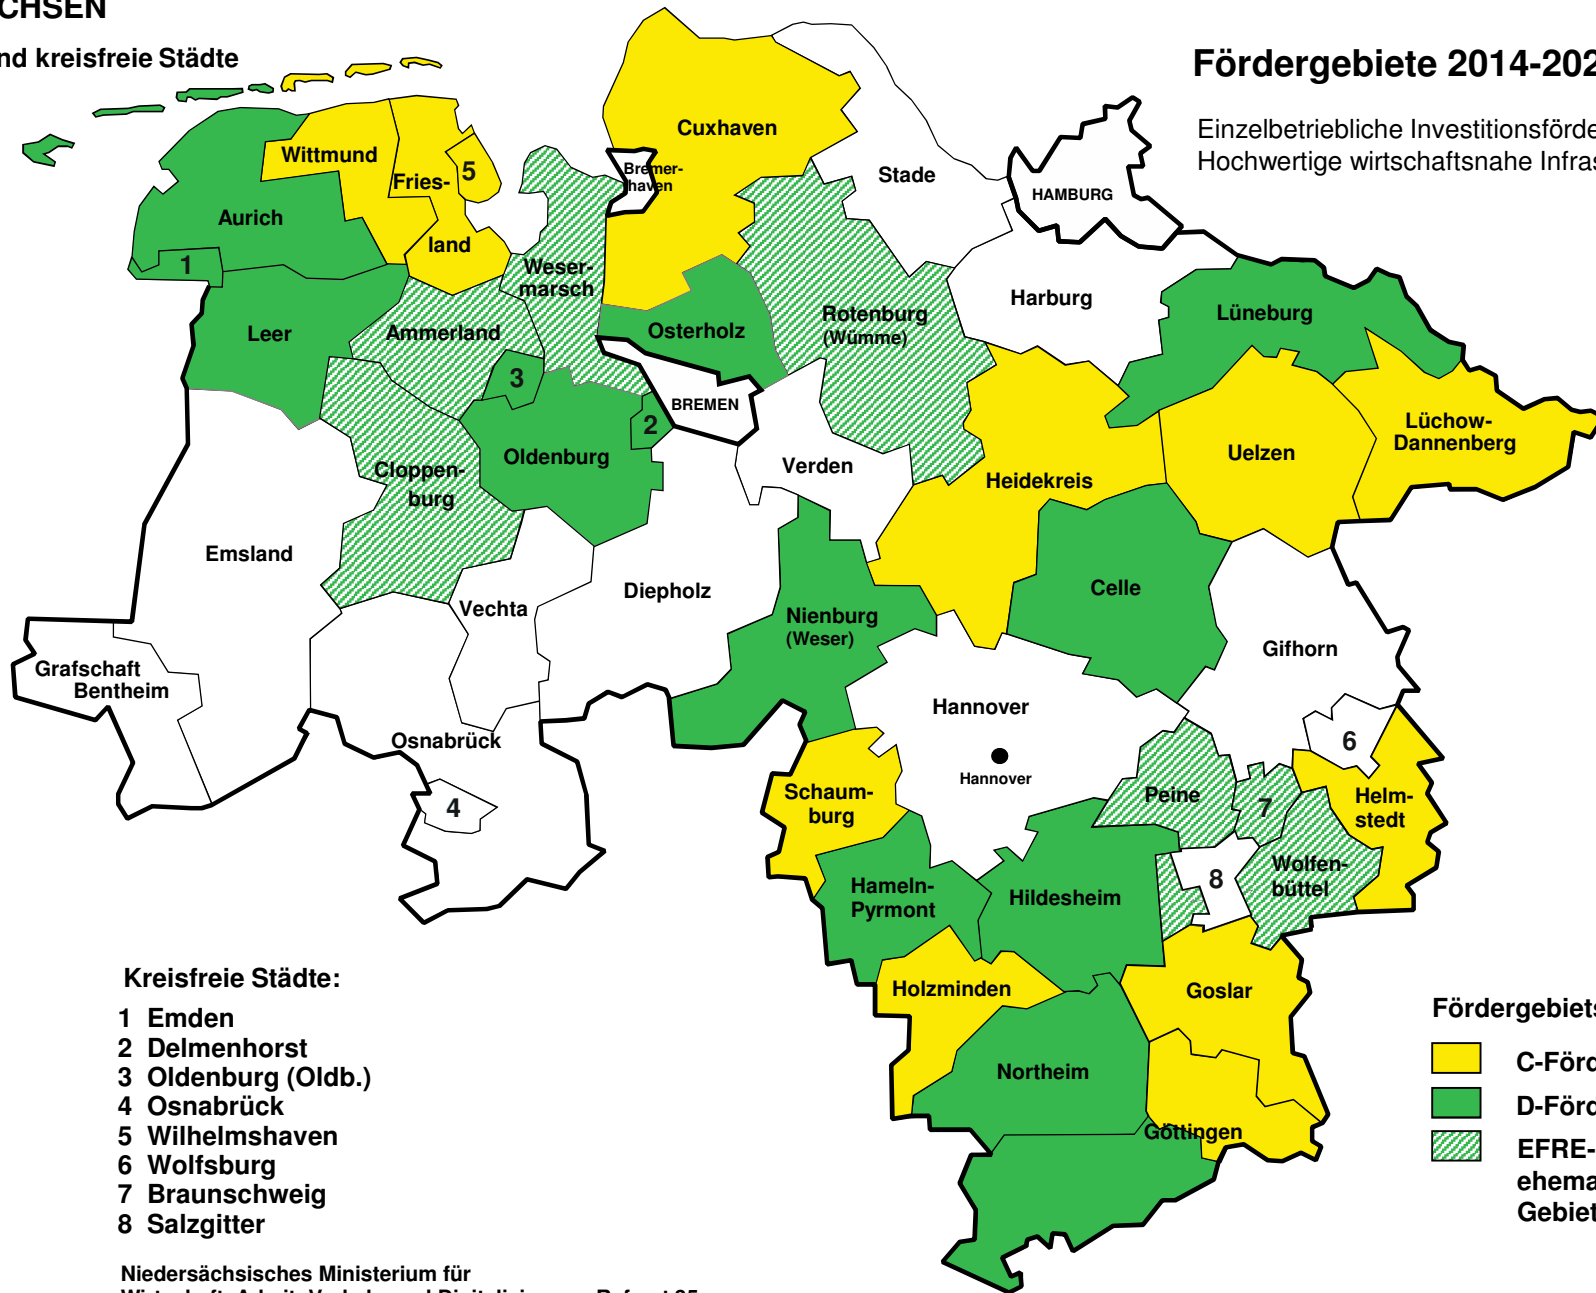 nd kreisfreie Städte
Fördergebiete 2014-202
Einzelbetriebliche Investitionsförde
Hochwertige wirtschaftsnahe Infras
Cuxhaven
Wittmund
Fries-
land
5
Bremer-
haven
Stade
HAMBURG
Aurich
1
Weser-
marsch
Harburg
Lüneburg
Leer
Ammerland
Osterholz
Rotenburg
(Wümme)
3
BREMEN
2
Lüchow-
Dannenberg
Oldenburg
Verden
Uelzen
Cloppen-
burg
Heidekreis
Emsland
Diepholz
Celle
Vechta
Nienburg
(Weser)
Gifhorn
Grafschaft
Bentheim
Hannover
Osnabrück
Hannover
6
4
Schaum-
burg
Peine
7
Helm-
stedt
Wolfen-
büttel
8
Hameln-
Pyrmont
Hildesheim
Holzminden
Goslar
Northeim
Göttingen
Kreisfreie Städte:
1 Emden
2 Delmenhorst
3 Oldenburg (Oldb.)
4 Osnabrück
5 Wilhelmshaven
6 Wolfsburg
7 Braunschweig
8 Salzgitter
Fördergebiets
C-Förd
D-Förd
EFRE-
ehema
Gebiet
Niedersächsisches Ministerium für